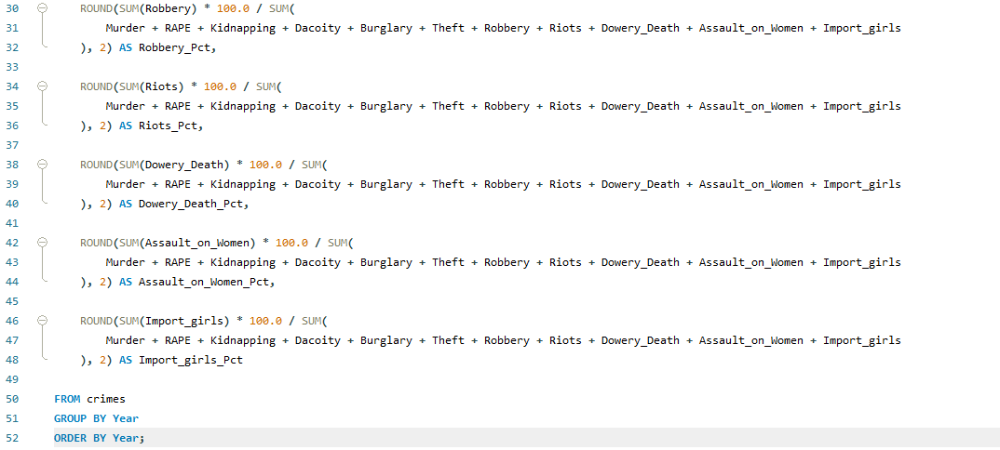 30 ROUND(SUM(Robbery) * 100.0 / SUM(
31 Murder + RAPE + Kidnapping + Dacoity + Burglary + Theft + Robbery + Riots + Dowery_Death + Assault_on_Women + Import_girls
32 ), 2) AS Robbery_Pct,
33
34 ROUND(SUM(Riots) * 100.0 / SUM(
35 Murder + RAPE + Kidnapping + Dacoity + Burglary + Theft + Robbery + Riots + Dowery_Death + Assault_on_Women + Import_girls
36 ), 2) AS Riots_Pct,
37
38 ROUND(SUM(Dowery_Death) * 100.0 / SUM(
39 Murder + RAPE + Kidnapping + Dacoity + Burglary + Theft + Robbery + Riots + Dowery_Death + Assault_on_Women + Import_girls
40 ), 2) AS Dowery_Death_Pct,
41
42 ROUND(SUM(Assault_on_Women) * 100.0 / SUM(
43 Murder + RAPE + Kidnapping + Dacoity + Burglary + Theft + Robbery + Riots + Dowery_Death + Assault_on_Women + Import_girls
44 ), 2) AS Assault_on_Women_Pct,
45
46 ROUND(SUM(Import_girls) * 100.0 / SUM(
47 Murder + RAPE + Kidnapping + Dacoity + Burglary + Theft + Robbery + Riots + Dowery_Death + Assault_on_Women + Import_girls
48 ), 2) AS Import_girls_Pct
49
50 FROM crimes
51 GROUP BY Year
52 ORDER BY Year;